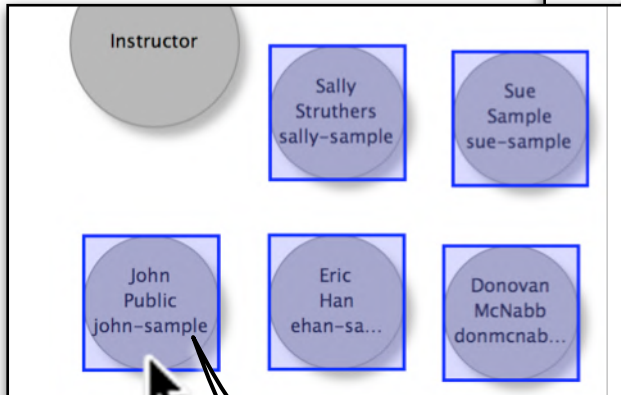 Instructor
Sally
Struthers
sally-sample
Sue
Sample
sue-sample
John
Public
john-sample
Eric
Han
ehan-sa...
Donovan
McNabb
donmcnab...